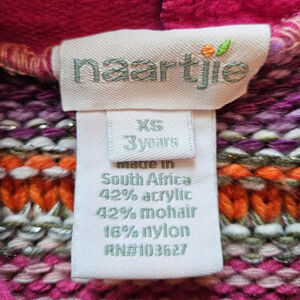 naartjie
XS
3 years
Made in
South Africa
42% acrylic
42% mohair
16% nylon
RN#103627